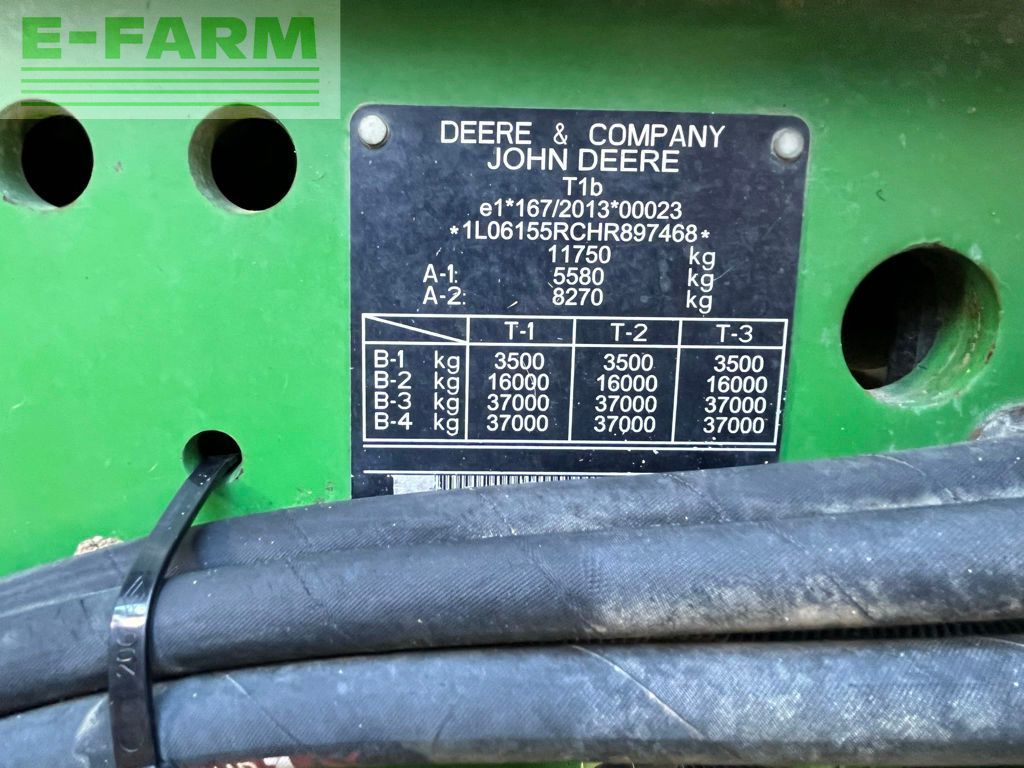 E-FARM
DEERE & COMPANY
JOHN DEERE
T1b
e1*167/2013*00023
*1L06155RCHR897468*
11750 kg
A-1: 5580 kg
A-2: 8270 kg
T-1 T-2 T-3
B-1 kg 3500 3500 3500
B-2 kg 16000 16000 16000
B-3 kg 37000 37000 37000
B-4 kg 37000 37000 37000